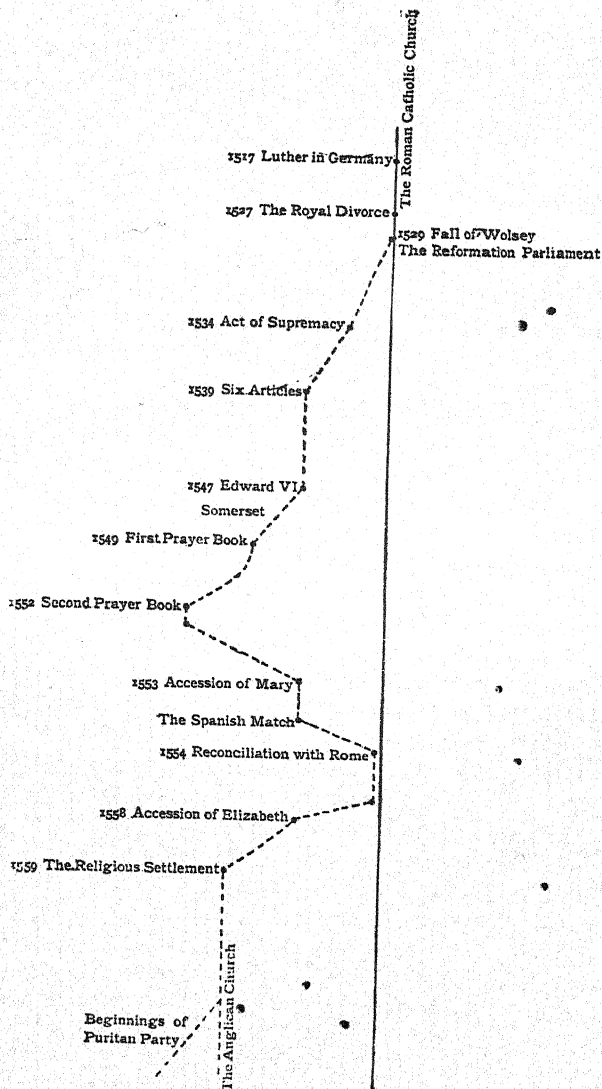 The Roman Catholic Church
1517 Luther in Germany
1527 The Royal Divorce
1529 Fall of Wolsey
The Reformation Parliament
1534 Act of Supremacy
1539 Six Articles
1547 Edward VI
Somerset
1549 First Prayer Book
1552 Second Prayer Book
1553 Accession of Mary
The Spanish Match
1554 Reconciliation with Rome
1558 Accession of Elizabeth
1559 The Religious Settlement
The Anglican Church
Beginnings of
Puritan Party